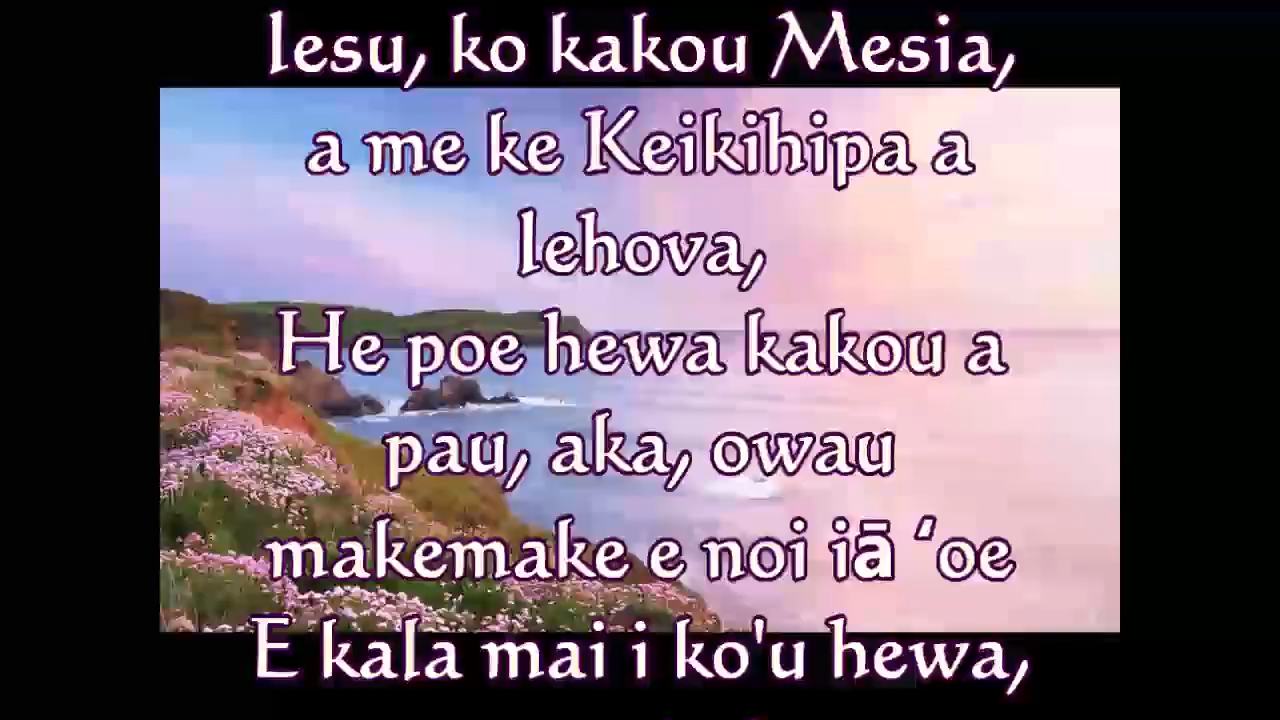 Iesu, ko kakou Mesia,
a me ke Keikihipa a
Iehova,
He poe hewa kakou a
pau, aka, owau
makemake e noi iā ʻoe
E kala mai i ko'u hewa,